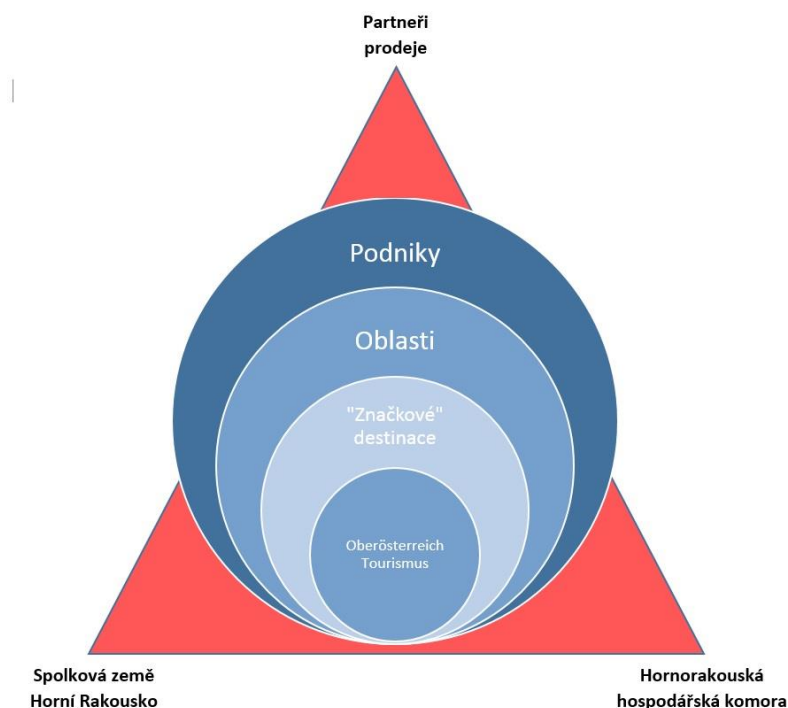 Partneři
prodeje
Podniky
Oblasti
"Značkové"
destinace
Oberösterreich
Tourismus
Spolková země
Horní Rakousko
Hornorakouská
hospodářská komora